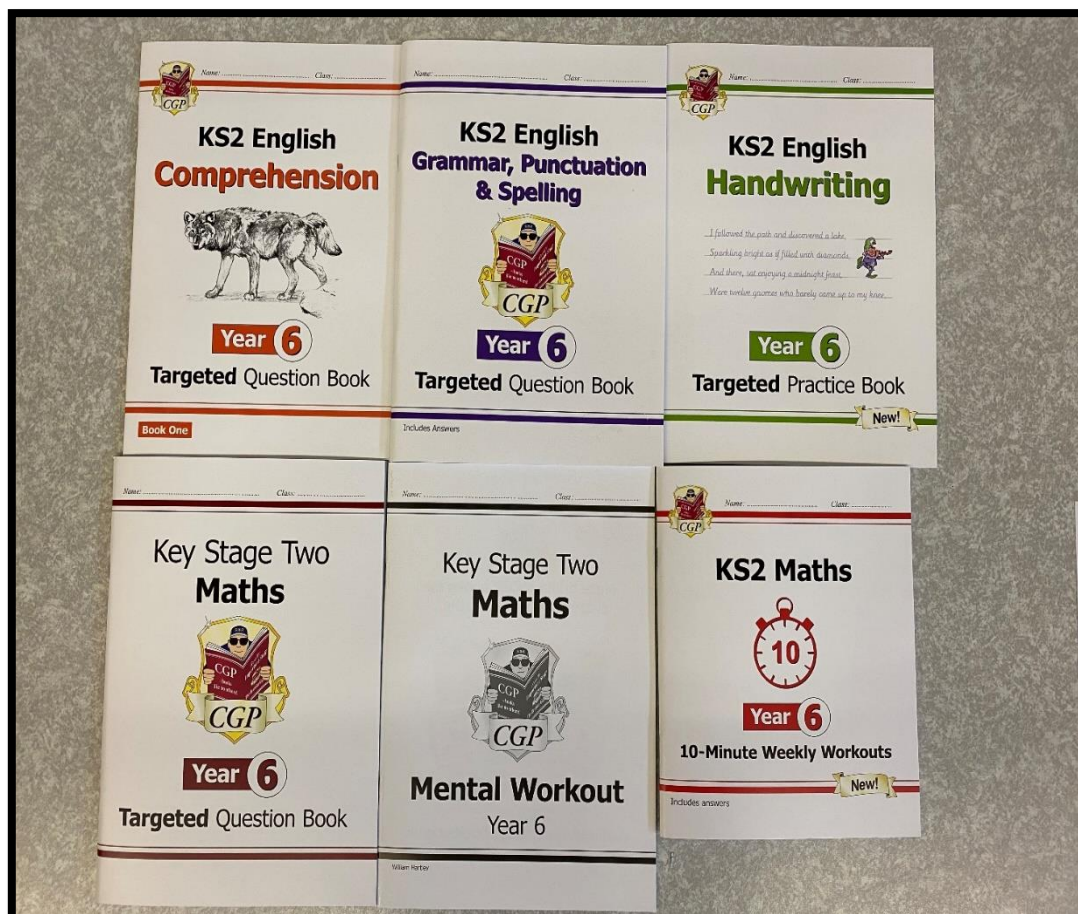 Name: Class:
CGP
KS2 English
Comprehension
Year 6
Targeted Question Book
Book One
Name: Class:
KS2 English
Grammar, Punctuation
& Spelling
CGP
CGP
Year 6
Targeted Question Book
Includes Answers
Name: Class:
CGP
KS2 English
Handwriting
I followed the path and discovered a lake,
Sparkling bright as if filled with diamonds.
And there, sat enjoying a midnight feast,
Were twelve gnomes who barely came up to my knee.
Year 6
Targeted Practice Book
New!
Name: Class:
Key Stage Two
Maths
CGP
CGP
Year 6
Targeted Question Book
Name: Class:
Key Stage Two
Maths
CGP
CGP
Mental Workout
Year 6
William Hartley
Name: Class:
CGP
KS2 Maths
10
Year 6
10-Minute Weekly Workouts
New!
Includes answers